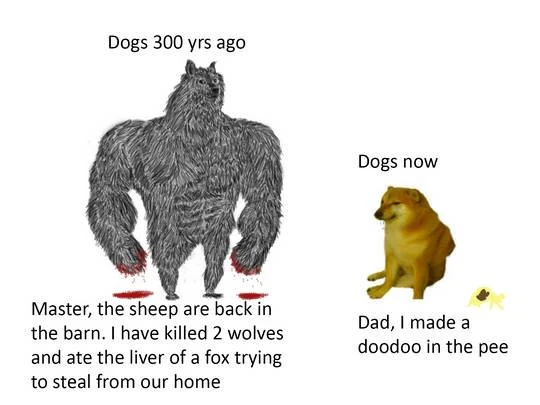 Dogs 300 yrs ago
Master, the sheep are back in
the barn. I have killed 2 wolves
and ate the liver of a fox trying
to steal from our home
Dogs now
Dad, I made a
doodoo in the pee